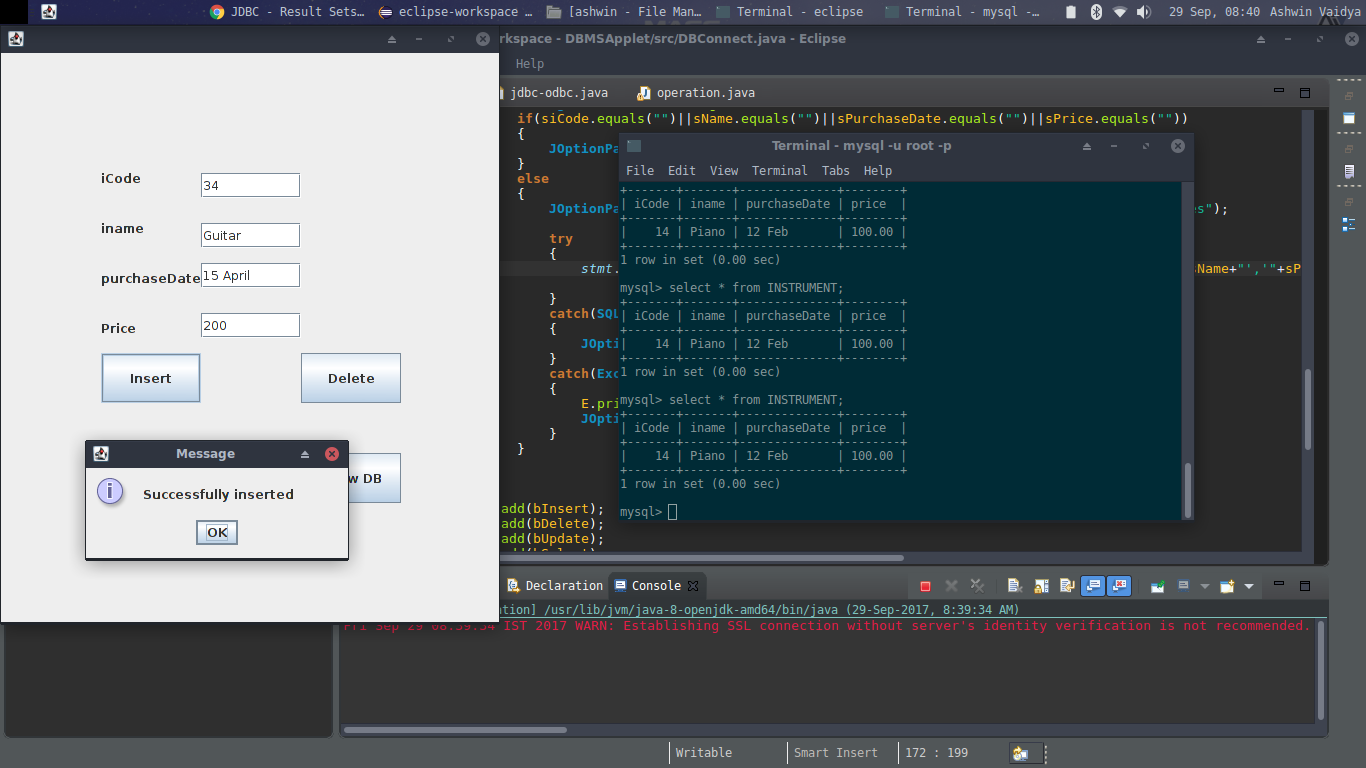 JDBC - Result Sets... eclipse-workspace ... [ashwin - File Man... Terminal - eclipse Terminal - mysql -... 29 Sep, 08:40 Ashwin Vaidya
rkspace - DBMSApplet/src/DBConnect.java - Eclipse
Help
jdbc-odbc.java operation.java
if(siCode.equals("")||sName.equals("")||sPurchaseDate.equals("")||sPrice.equals(""))
{
JOptionPa
}
else
{
JOptionPa s");
try
{
stmt. Name+"','"+sP
}
catch(SQL
{
JOpti
}
catch(Exc
{
E.pri
JOpti
}
}
add(bInsert);
add(bDelete);
add(bUpdate);
iCode 34
iname Guitar
purchaseDate 15 April
Price 200
Insert Delete
w DB
Message
Successfully inserted
OK
Terminal - mysql -u root -p
File Edit View Terminal Tabs Help
+-------+-------+--------------+--------+
| iCode | iname | purchaseDate | price  |
+-------+-------+--------------+--------+
|    14 | Piano | 12 Feb       | 100.00 |
+-------+-------+--------------+--------+
1 row in set (0.00 sec)
mysql> select * from INSTRUMENT;
+-------+-------+--------------+--------+
| iCode | iname | purchaseDate | price  |
+-------+-------+--------------+--------+
|    14 | Piano | 12 Feb       | 100.00 |
+-------+-------+--------------+--------+
1 row in set (0.00 sec)
mysql> select * from INSTRUMENT;
+-------+-------+--------------+--------+
| iCode | iname | purchaseDate | price  |
+-------+-------+--------------+--------+
|    14 | Piano | 12 Feb       | 100.00 |
+-------+-------+--------------+--------+
1 row in set (0.00 sec)
mysql>
Declaration Console
ation] /usr/lib/jvm/java-8-openjdk-amd64/bin/java (29-Sep-2017, 8:39:34 AM)
Fri Sep 29 08:39:34 IST 2017 WARN: Establishing SSL connection without server's identity verification is not recommended.
Writable Smart Insert 172 : 199